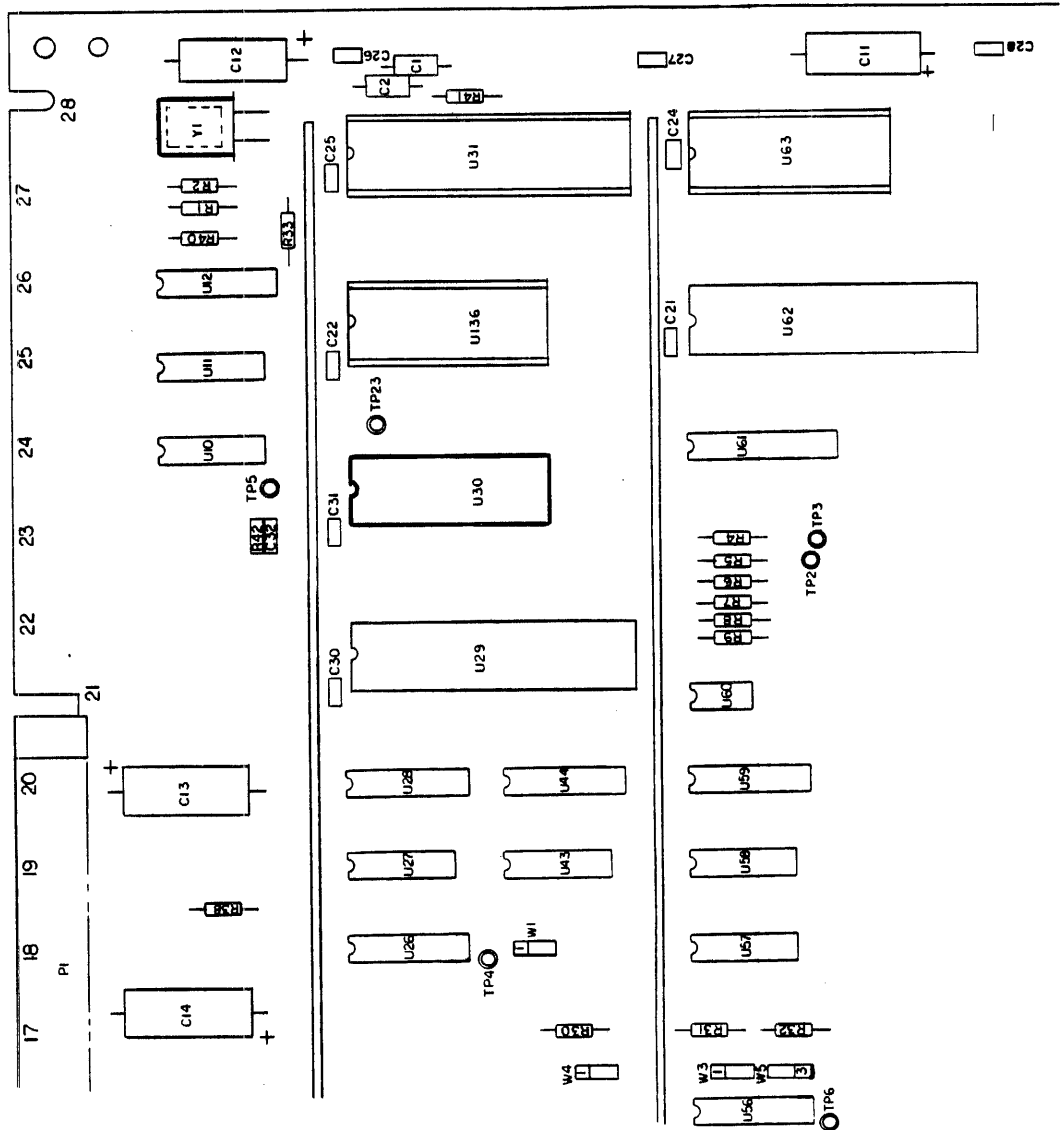 C12
+
C26
C1
C2
R41
C27
C11
+
C28
28
Y1
C25
U31
C24
U63
27
R2
R1
R40
R33
26
U12
U136
C22
C21
U62
25
U11
TP23
24
U10
U61
TP5
C31
U30
23
R42
C32
R4
R5
R6
R7
R8
R9
TP3
TP2
22
C30
U29
21
U60
20
+
C13
U28
U44
U59
19
U27
U43
U58
R38
18
P1
U26
TP4
1
W1
U57
17
C14
+
R30
R31
R32
W4
1
W3
1
W5
3
U56
TP6